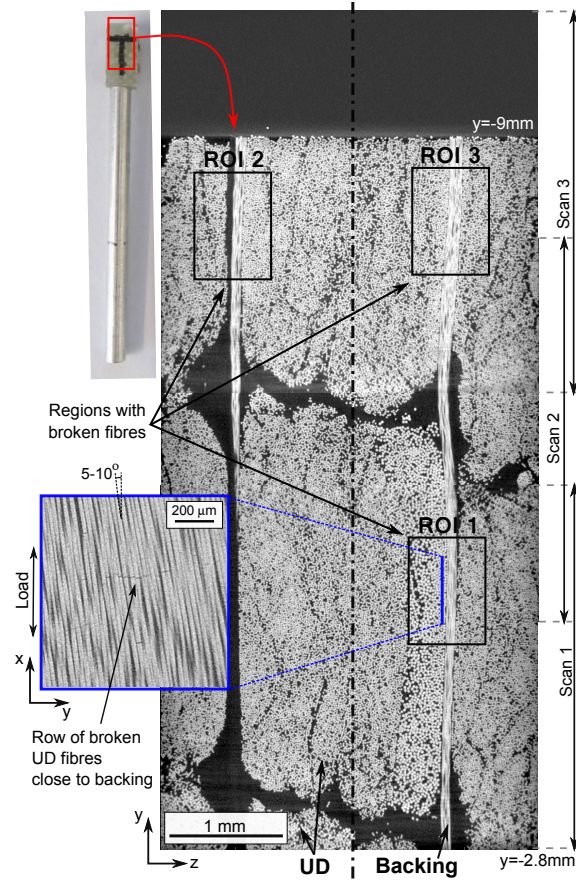 y=-9mm
ROI 2
ROI 3
Scan 3
Regions with
broken fibres
Scan 2
5-10°
200 μm
ROI 1
Load
x
y
Scan 1
Row of broken
UD fibres
close to backing
y
z
1 mm
UD
Backing
y=-2.8mm